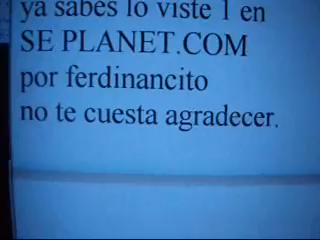 ya sabes lo viste 1 en
SE PLANET.COM
por ferdinancito
no te cuesta agradecer.